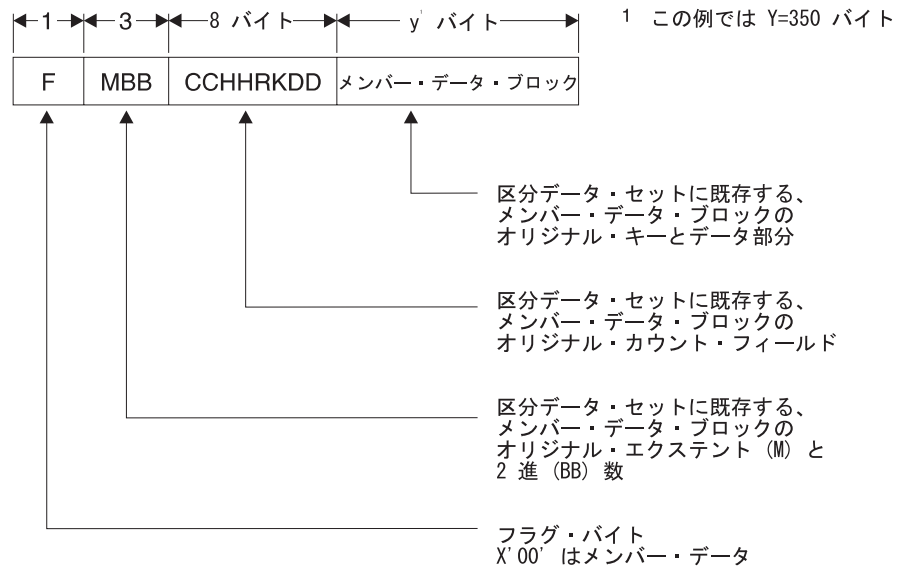 1 3 8 バイト y' バイト
1 この例では Y=350 バイト
F MBB CCHHRKDD メンバー・データ・ブロック
区分データ・セットに既存する、
メンバー・データ・ブロックの
オリジナル・キーとデータ部分
区分データ・セットに既存する、
メンバー・データ・ブロックの
オリジナル・カウント・フィールド
区分データ・セットに既存する、
メンバー・データ・ブロックの
オリジナル・エクステント (M) と
2 進 (BB) 数
フラグ・バイト
X'00' はメンバー・データ